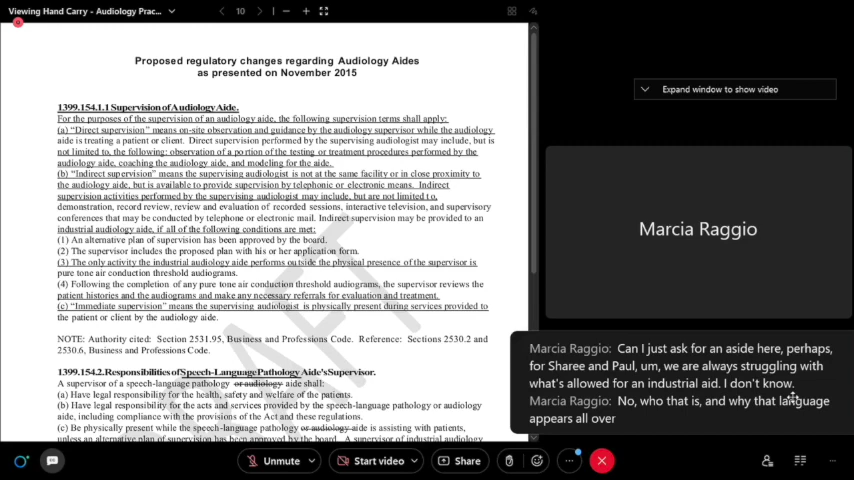 Viewing Hand Carry - Audiology Prac...
10
Proposed regulatory changes regarding Audiology Aides
as presented on November 2015
1399.154.1.1 Supervision of Audiology Aide.
For the purposes of the supervision of an audiology aide, the following supervision terms shall apply:
(a) "Direct supervision" means on-site observation and guidance by the audiology supervisor while the audiology
aide is treating a patient or client. Direct supervision performed by the supervising audiologist may include, but is
not limited to, the following: observation of a portion of the testing or treatment procedures performed by the
audiology aide, coaching the audiology aide, and modeling for the aide.
(b) "Indirect supervision" means the supervising audiologist is not at the same facility or in close proximity to
the audiology aide, but is available to provide supervision by telephonic or electronic means. Indirect
supervision activities performed by the supervising audiologist may include, but are not limited to,
demonstration, record review, review and evaluation of recorded sessions, interactive television, and supervisory
conferences that may be conducted by telephone or electronic mail. Indirect supervision may be provided to an
industrial audiology aide, if all of the following conditions are met:
(1) An alternative plan of supervision has been approved by the board.
(2) The supervisor includes the proposed plan with his or her application form.
(3) The only activity the industrial audiology aide performs outside the physical presence of the supervisor is
pure tone air conduction threshold audiograms.
(4) Following the completion of any pure tone air conduction threshold audiograms, the supervisor reviews the
patient histories and the audiograms and make any necessary referrals for evaluation and treatment.
(c) "Immediate supervision" means the supervising audiologist is physically present during services provided to
the patient or client by the audiology aide.
NOTE: Authority cited: Section 2531.95, Business and Professions Code. Reference: Sections 2530.2 and
2530.6, Business and Professions Code.
1399.154.2. Responsibilities of Speech-Language Pathology Aide's Supervisor.
A supervisor of a speech-language pathology or audiology aide shall:
(a) Have legal responsibility for the health, safety and welfare of the patients.
(b) Have legal responsibility for the acts and services provided by the speech-language pathology or audiology
aide, including compliance with the provisions of the Act and these regulations.
(c) Be physically present while the speech-language pathology or audiology aide is assisting with patients,
unless an alternative plan of supervision has been approved by the board. A supervisor of industrial audiology
DRAFT
Expand window to show video
Marcia Raggio
Marcia Raggio: Can I just ask for an aside here, perhaps,
for Sharee and Paul, um, we are always struggling with
what's allowed for an industrial aid. I don't know.
Marcia Raggio: No, who that is, and why that language
appears all over
Unmute
Start video
Share